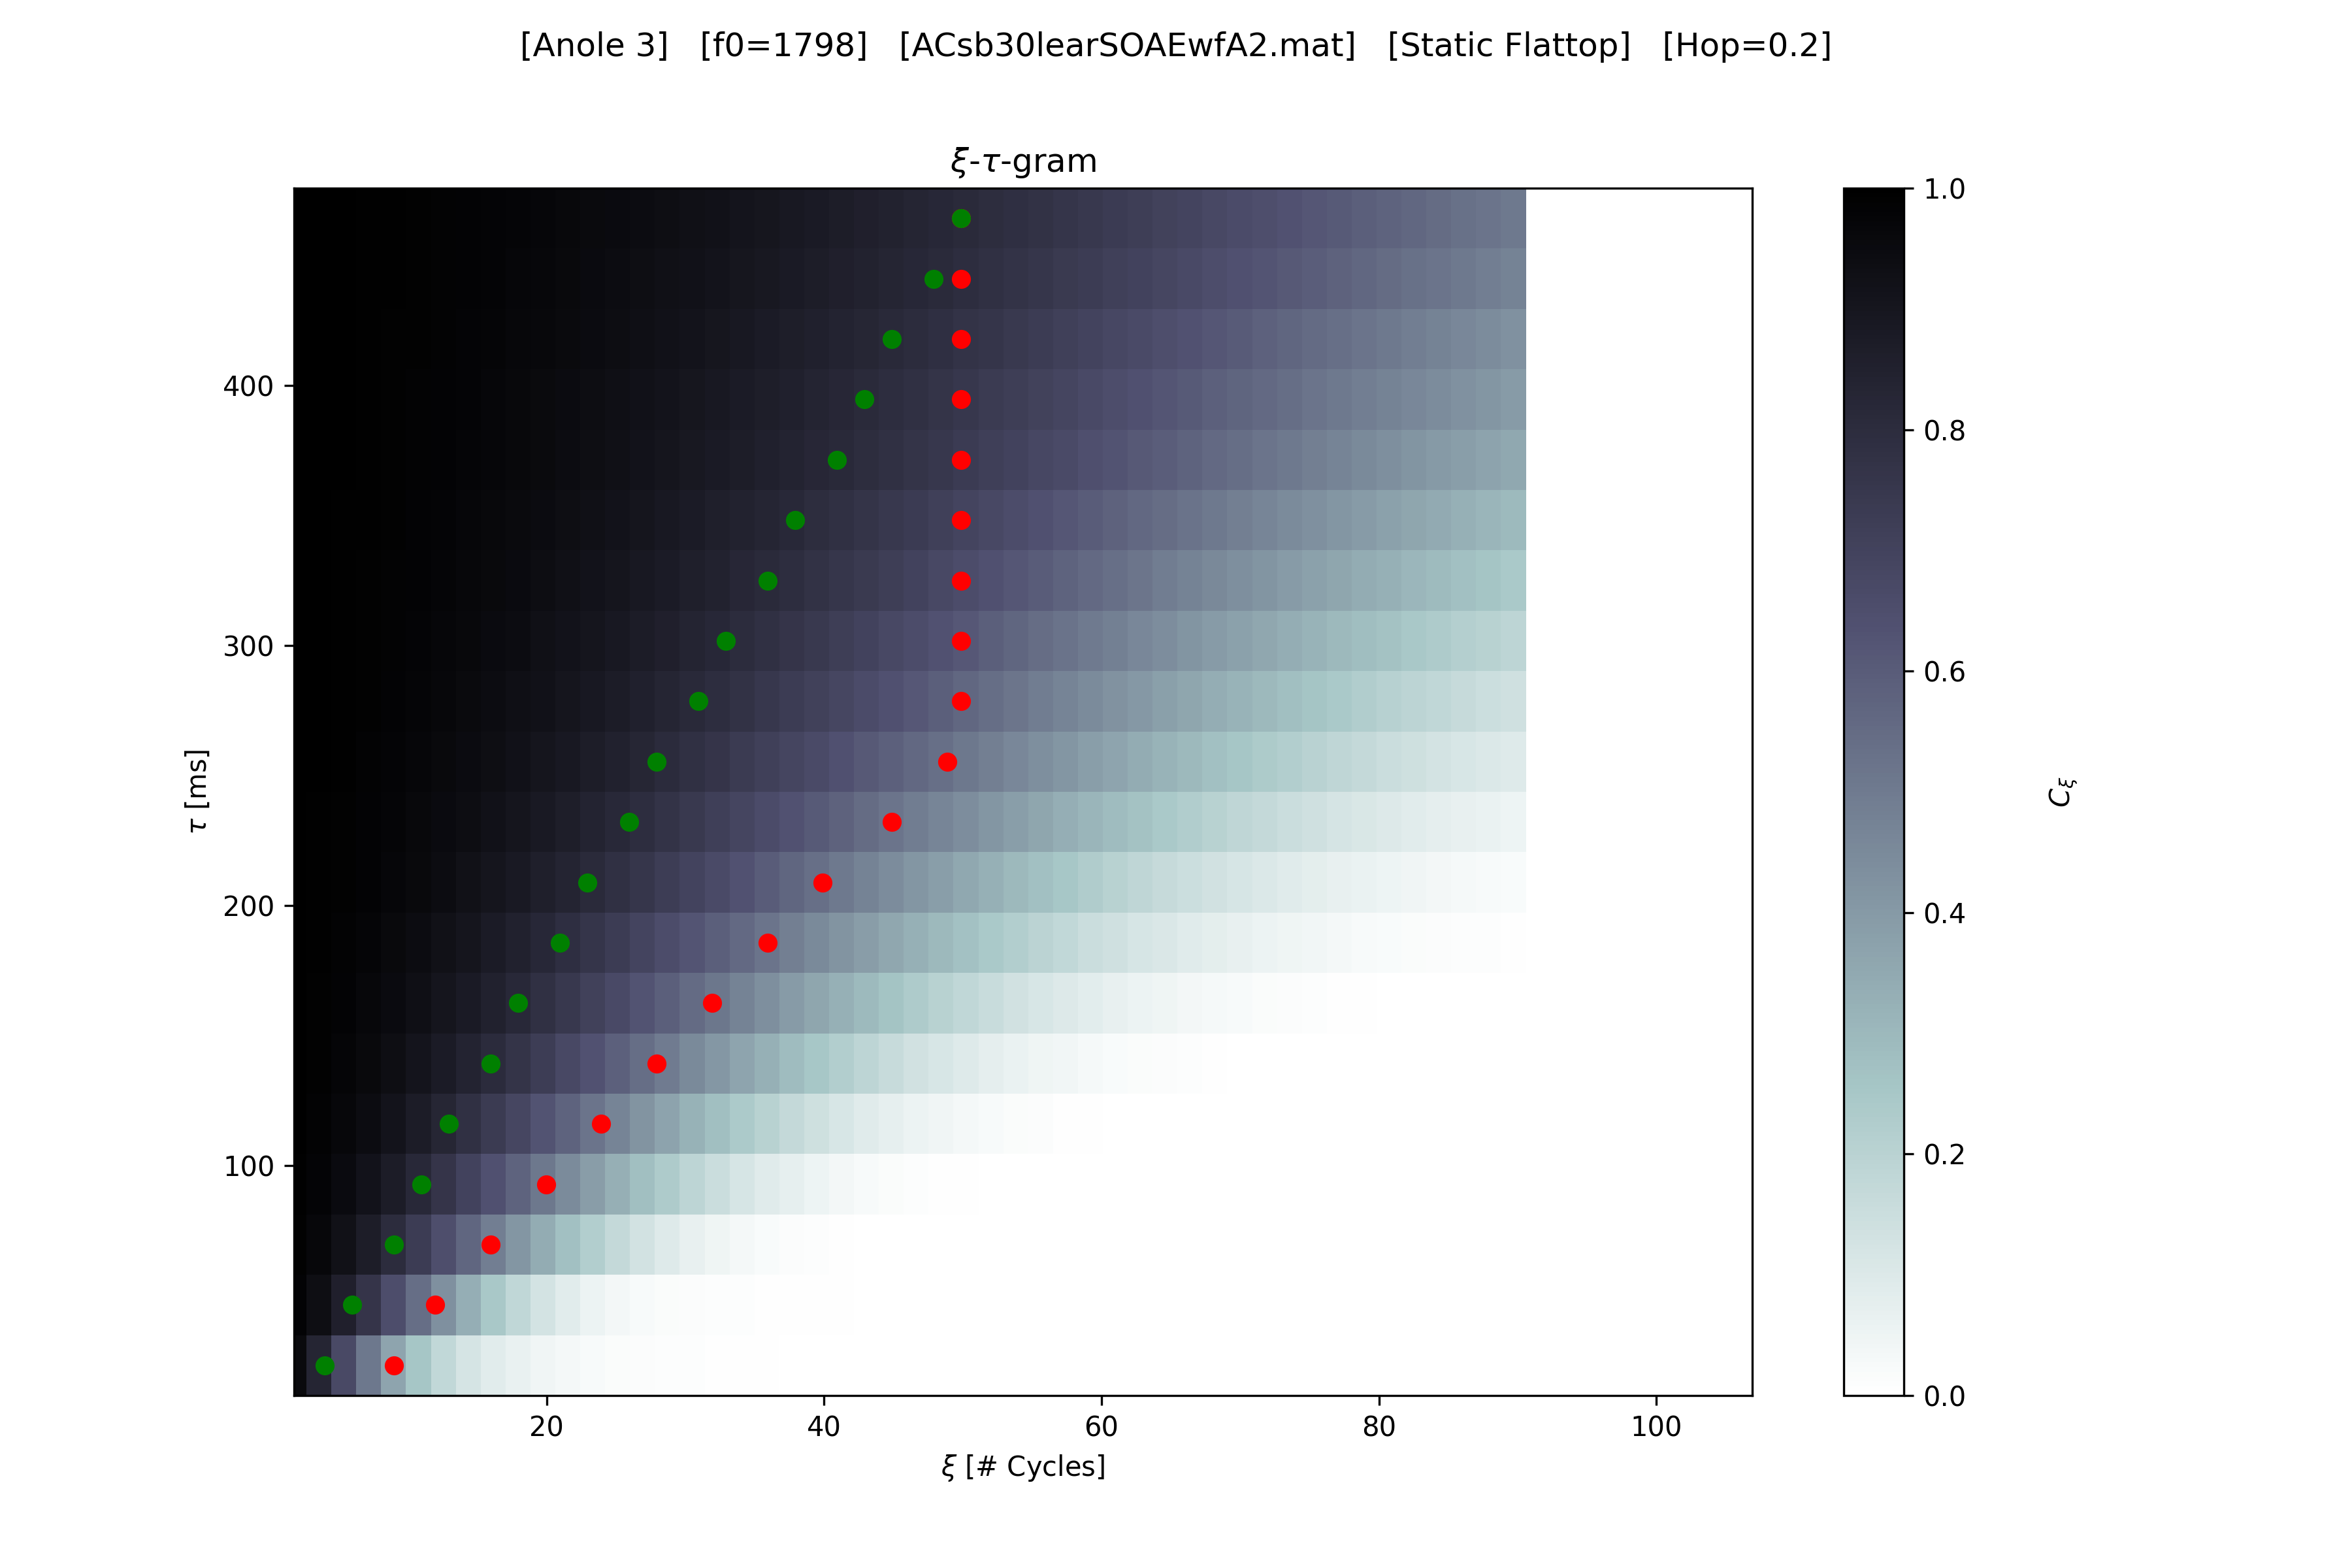 [Anole 3]   [f0=1798]   [ACsb30learSOAEwfA2.mat]   [Static Flattop]   [Hop=0.2]
ξ-τ-gram
400
300
200
100
τ [ms]
20 40 60 80 100
ξ [# Cycles]
1.0
0.8
0.6
0.4
0.2
0.0
Cξ